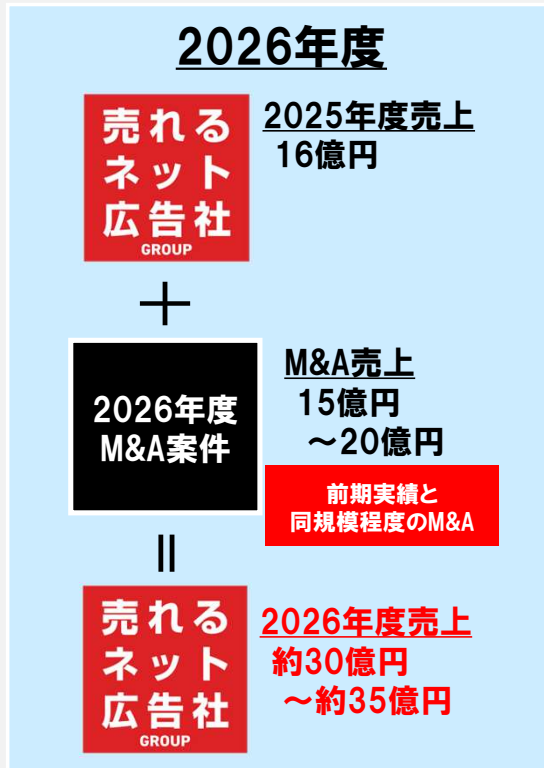 2026年度
売れる
ネット
広告社
GROUP
2025年度売上
16億円
＋
2026年度
M&A案件
M&A売上
15億円
～20億円
前期実績と
同規模程度のM&A
＝
売れる
ネット
広告社
GROUP
2026年度売上
約30億円
～約35億円